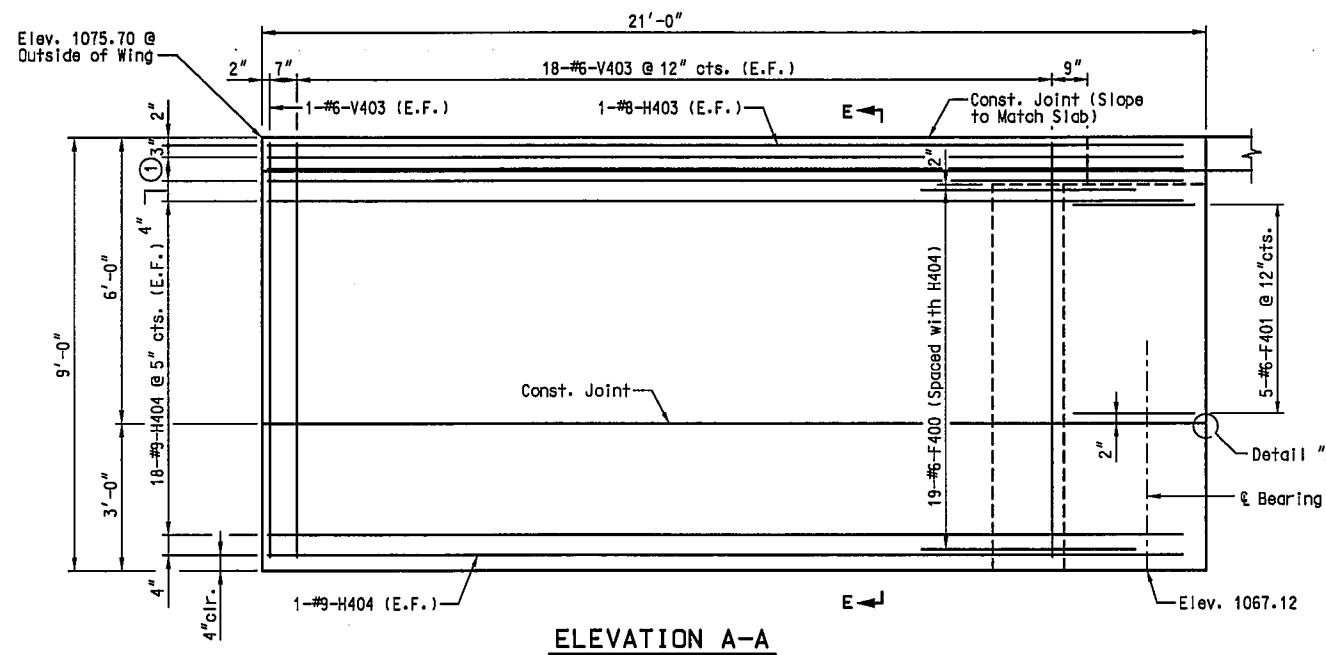 21'-0"
Elev. 1075.70 @
Outside of Wing
2"
7"
18-#6-V403 @ 12" cts. (E.F.)
9"
1-#6-V403 (E.F.)
1-#8-H403 (E.F.)
E
Const. Joint (Slope
to Match Slab)
2"
3"
1
2"
4"
18-#9-H404 @ 5" cts. (E.F.)
6'-0"
9'-0"
3'-0"
19-#6-F400 (Spaced with H404)
5-#6-F401 @ 12"cts.
Const. Joint
2"
Detail "
℄ Bearing
4"
4"clr.
1-#9-H404 (E.F.)
E
Elev. 1067.12
ELEVATION A-A